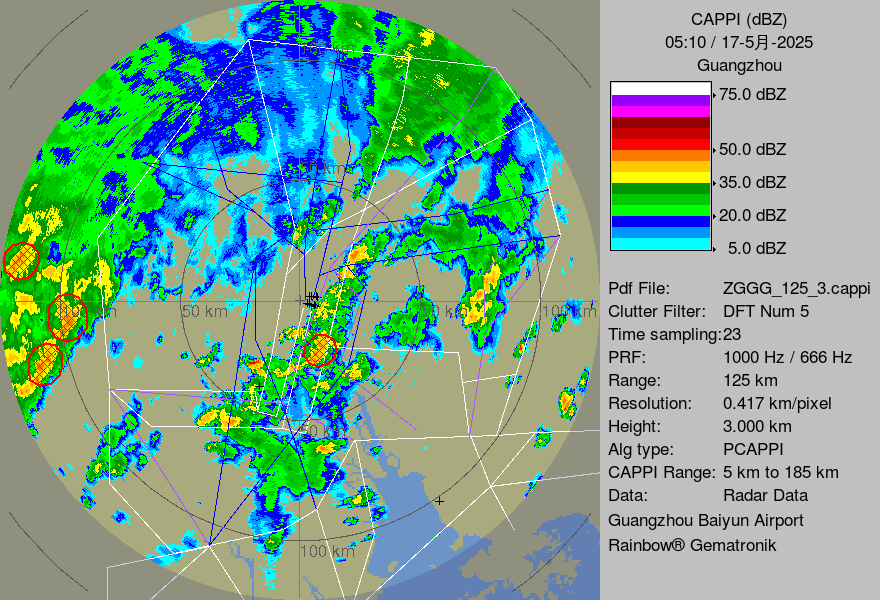 CAPPI (dBZ)
05:10 / 17-5月-2025
Guangzhou
75.0 dBZ
50.0 dBZ
35.0 dBZ
20.0 dBZ
5.0 dBZ
Pdf File: ZGGG_125_3.cappi
Clutter Filter: DFT Num 5
Time sampling:23
PRF: 1000 Hz / 666 Hz
Range: 125 km
Resolution: 0.417 km/pixel
Height: 3.000 km
Alg type: PCAPPI
CAPPI Range: 5 km to 185 km
Data: Radar Data
Guangzhou Baiyun Airport
Rainbow® Gematronik
50 km
100 km
50 km
50 km
100 km
50 km
100 km